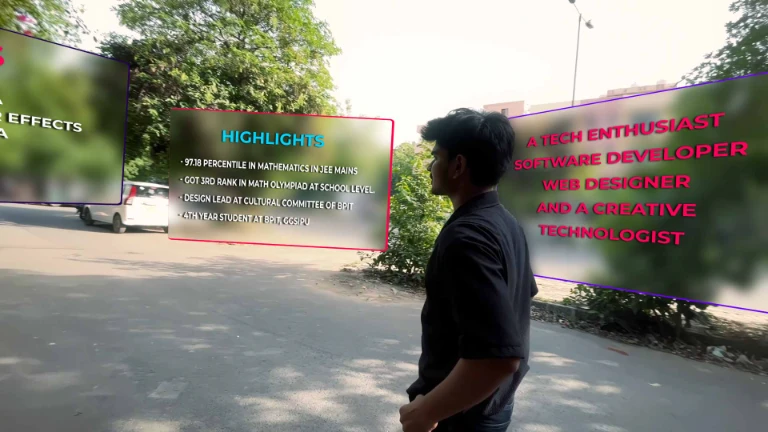 S
A
R EFFECTS
A
HIGHLIGHTS
• 97.18 PERCENTILE IN MATHEMATICS IN JEE MAINS
• GOT 3RD RANK IN MATH OLYMPIAD AT SCHOOL LEVEL.
• DESIGN LEAD AT CULTURAL COMMITTEE OF BPIT
• 4TH YEAR STUDENT AT BPIT, GGSIPU
A TECH ENTHUSIAST
SOFTWARE DEVELOPER
WEB DESIGNER
AND A CREATIVE
TECHNOLOGIST